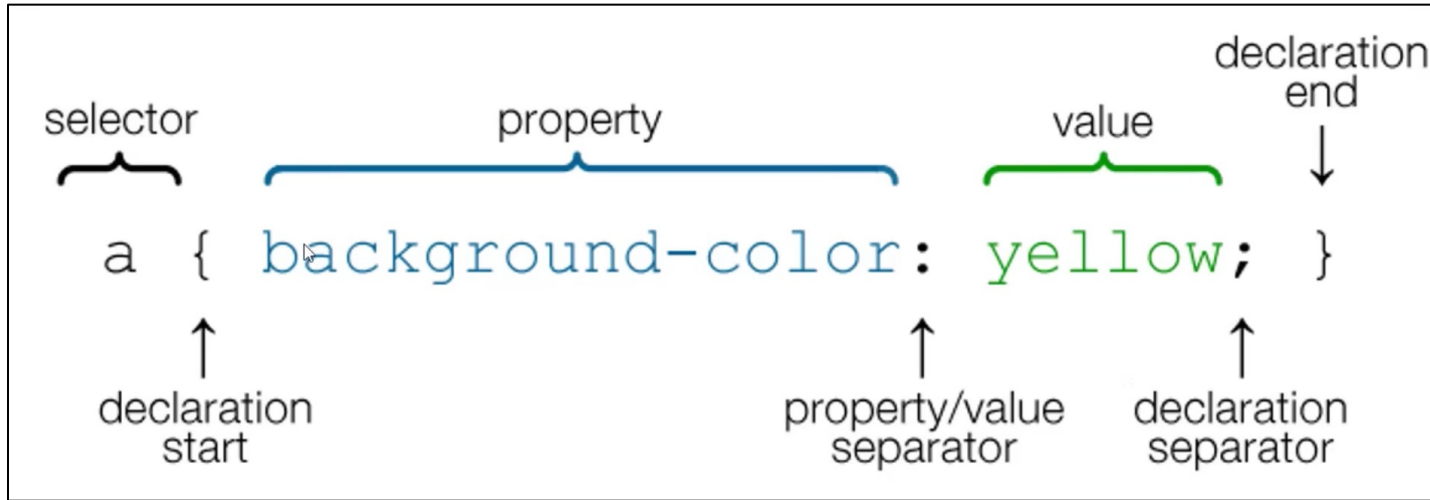 declaration
end
selector
property
value
a { background-color: yellow; }
declaration
start
property/value
separator
declaration
separator